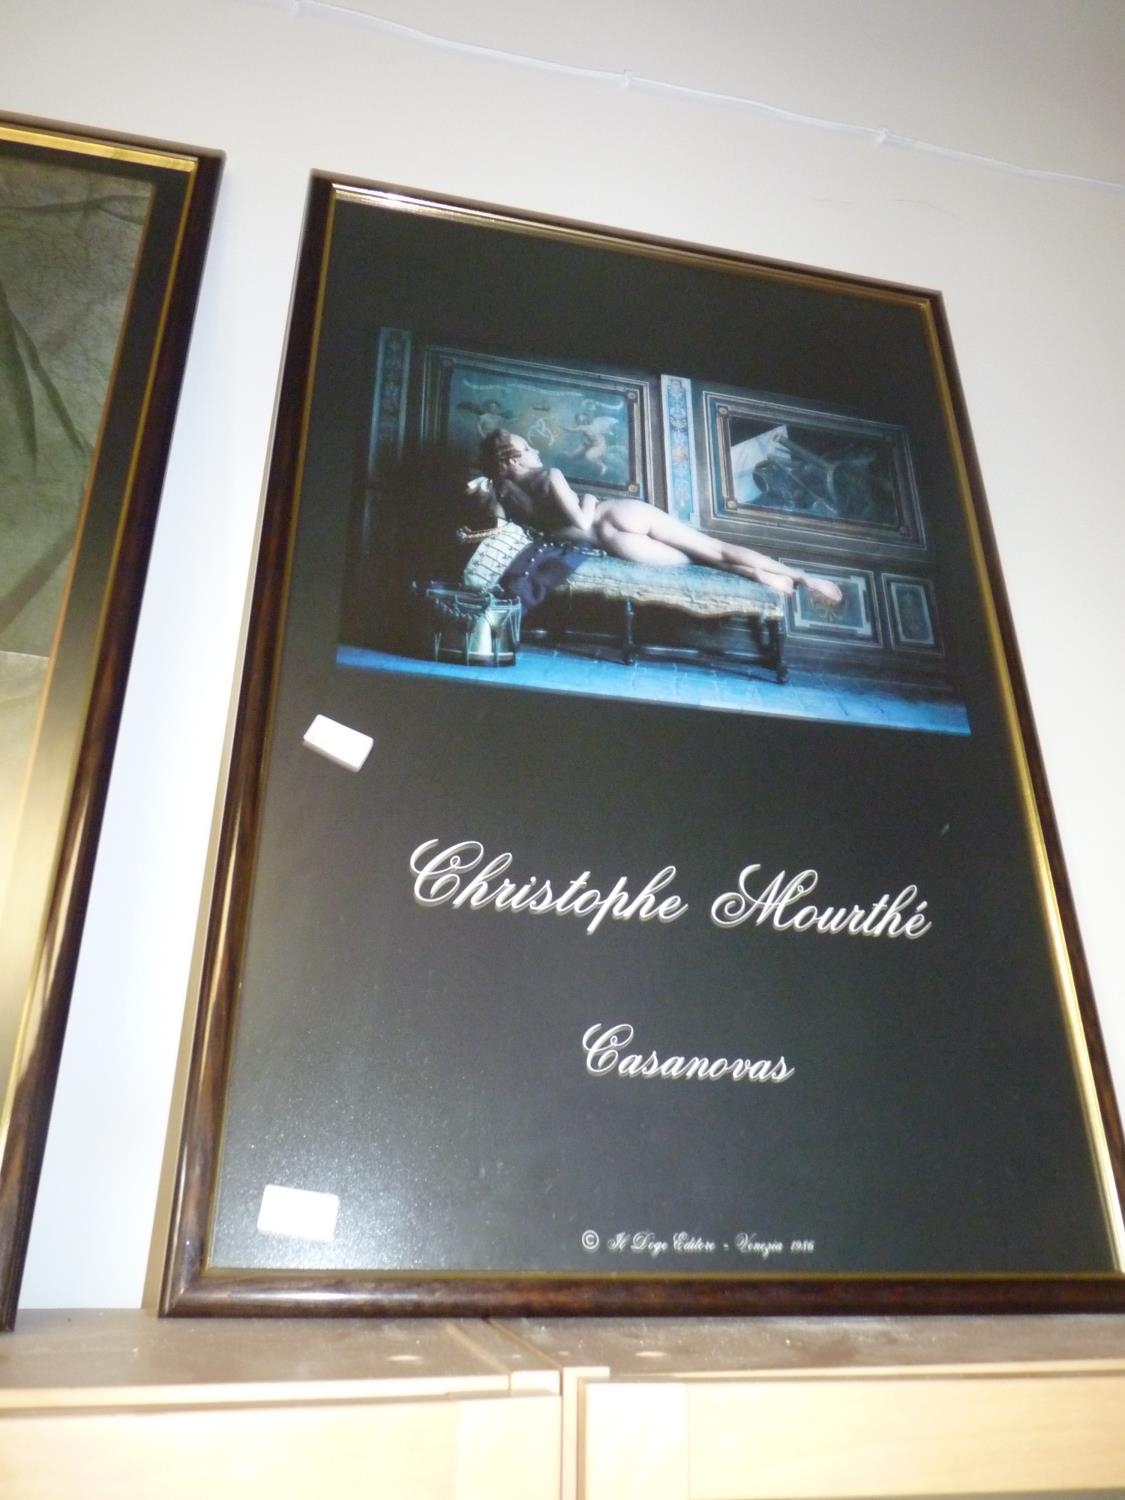 Christophe Mourthé
Casanovas
© Il Doge Editore - Venezia 1986